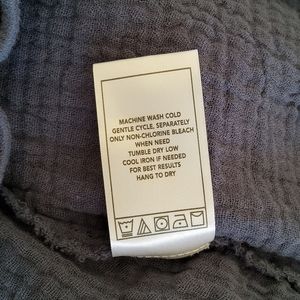 MACHINE WASH COLD
GENTLE CYCLE, SEPARATELY
ONLY NON-CHLORINE BLEACH
WHEN NEED
TUMBLE DRY LOW
COOL IRON IF NEEDED
FOR BEST RESULTS
HANG TO DRY